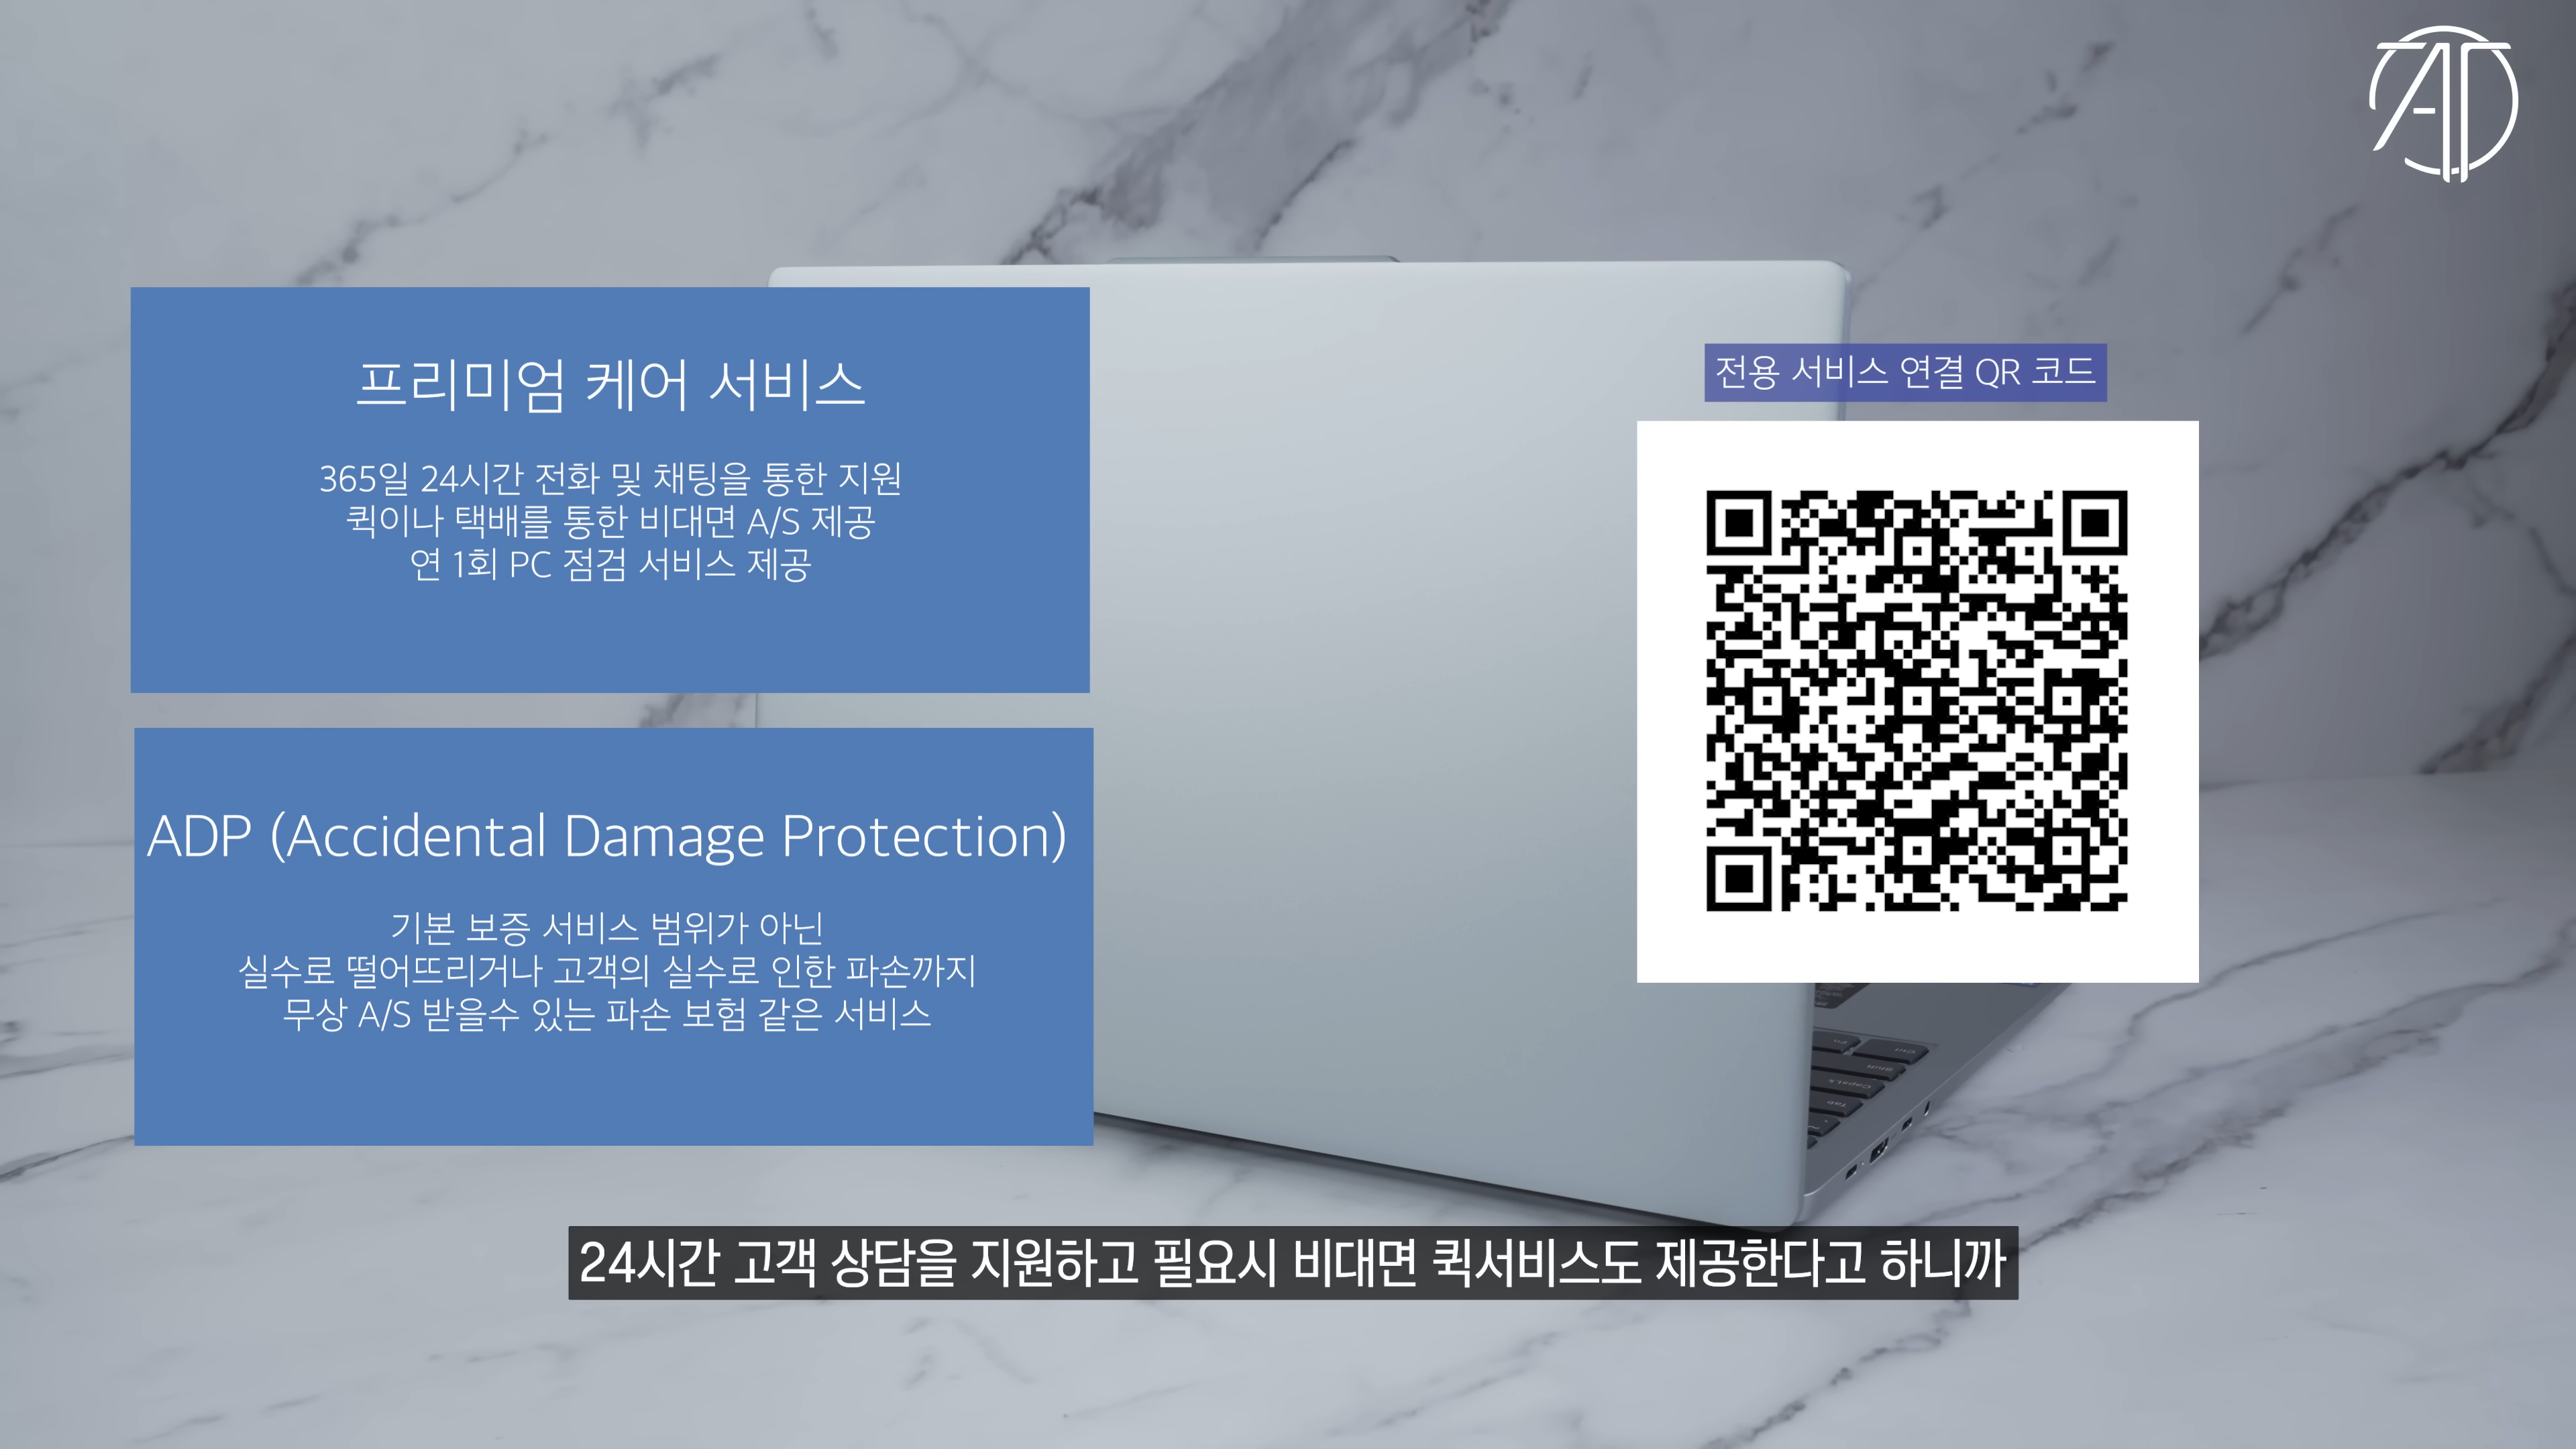 프리미엄 케어 서비스
365일 24시간 전화 및 채팅을 통한 지원
퀵이나 택배를 통한 비대면 A/S 제공
연 1회 PC 점검 서비스 제공
ADP (Accidental Damage Protection)
기본 보증 서비스 범위가 아닌
실수로 떨어뜨리거나 고객의 실수로 인한 파손까지
무상 A/S 받을수 있는 파손 보험 같은 서비스
전용 서비스 연결 QR 코드
Fn
Ctrl
Shift
CapsLk
Tab
24시간 고객 상담을 지원하고 필요시 비대면 퀵서비스도 제공한다고 하니까